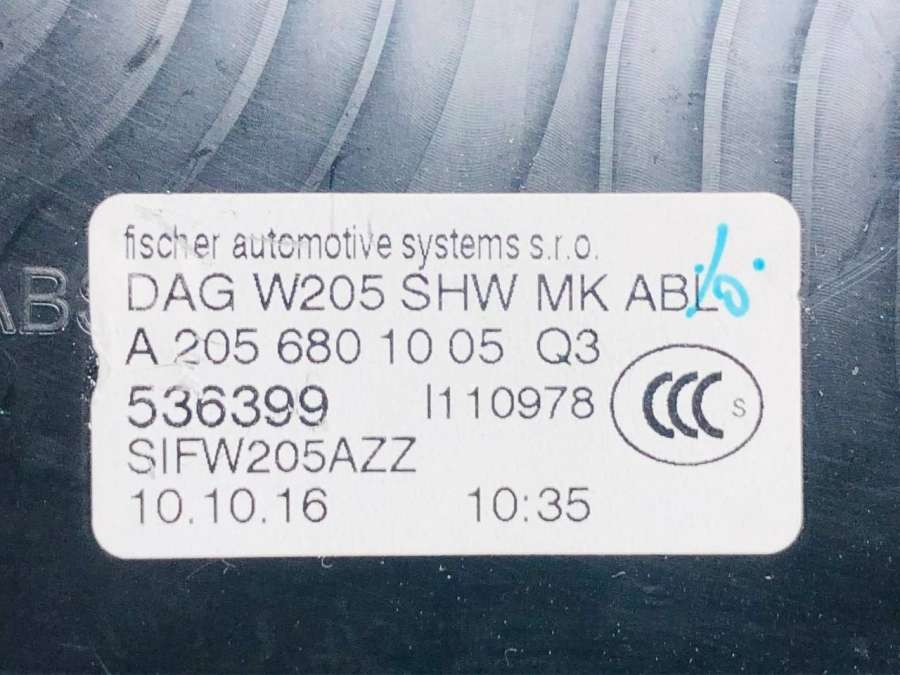 fischer automotive systems s.r.o.
DAG W205 SHW MK ABL
A 205 680 10 05 Q3
536399 I110978
CCC S
SIFW205AZZ
10.10.16 10:35
ABS